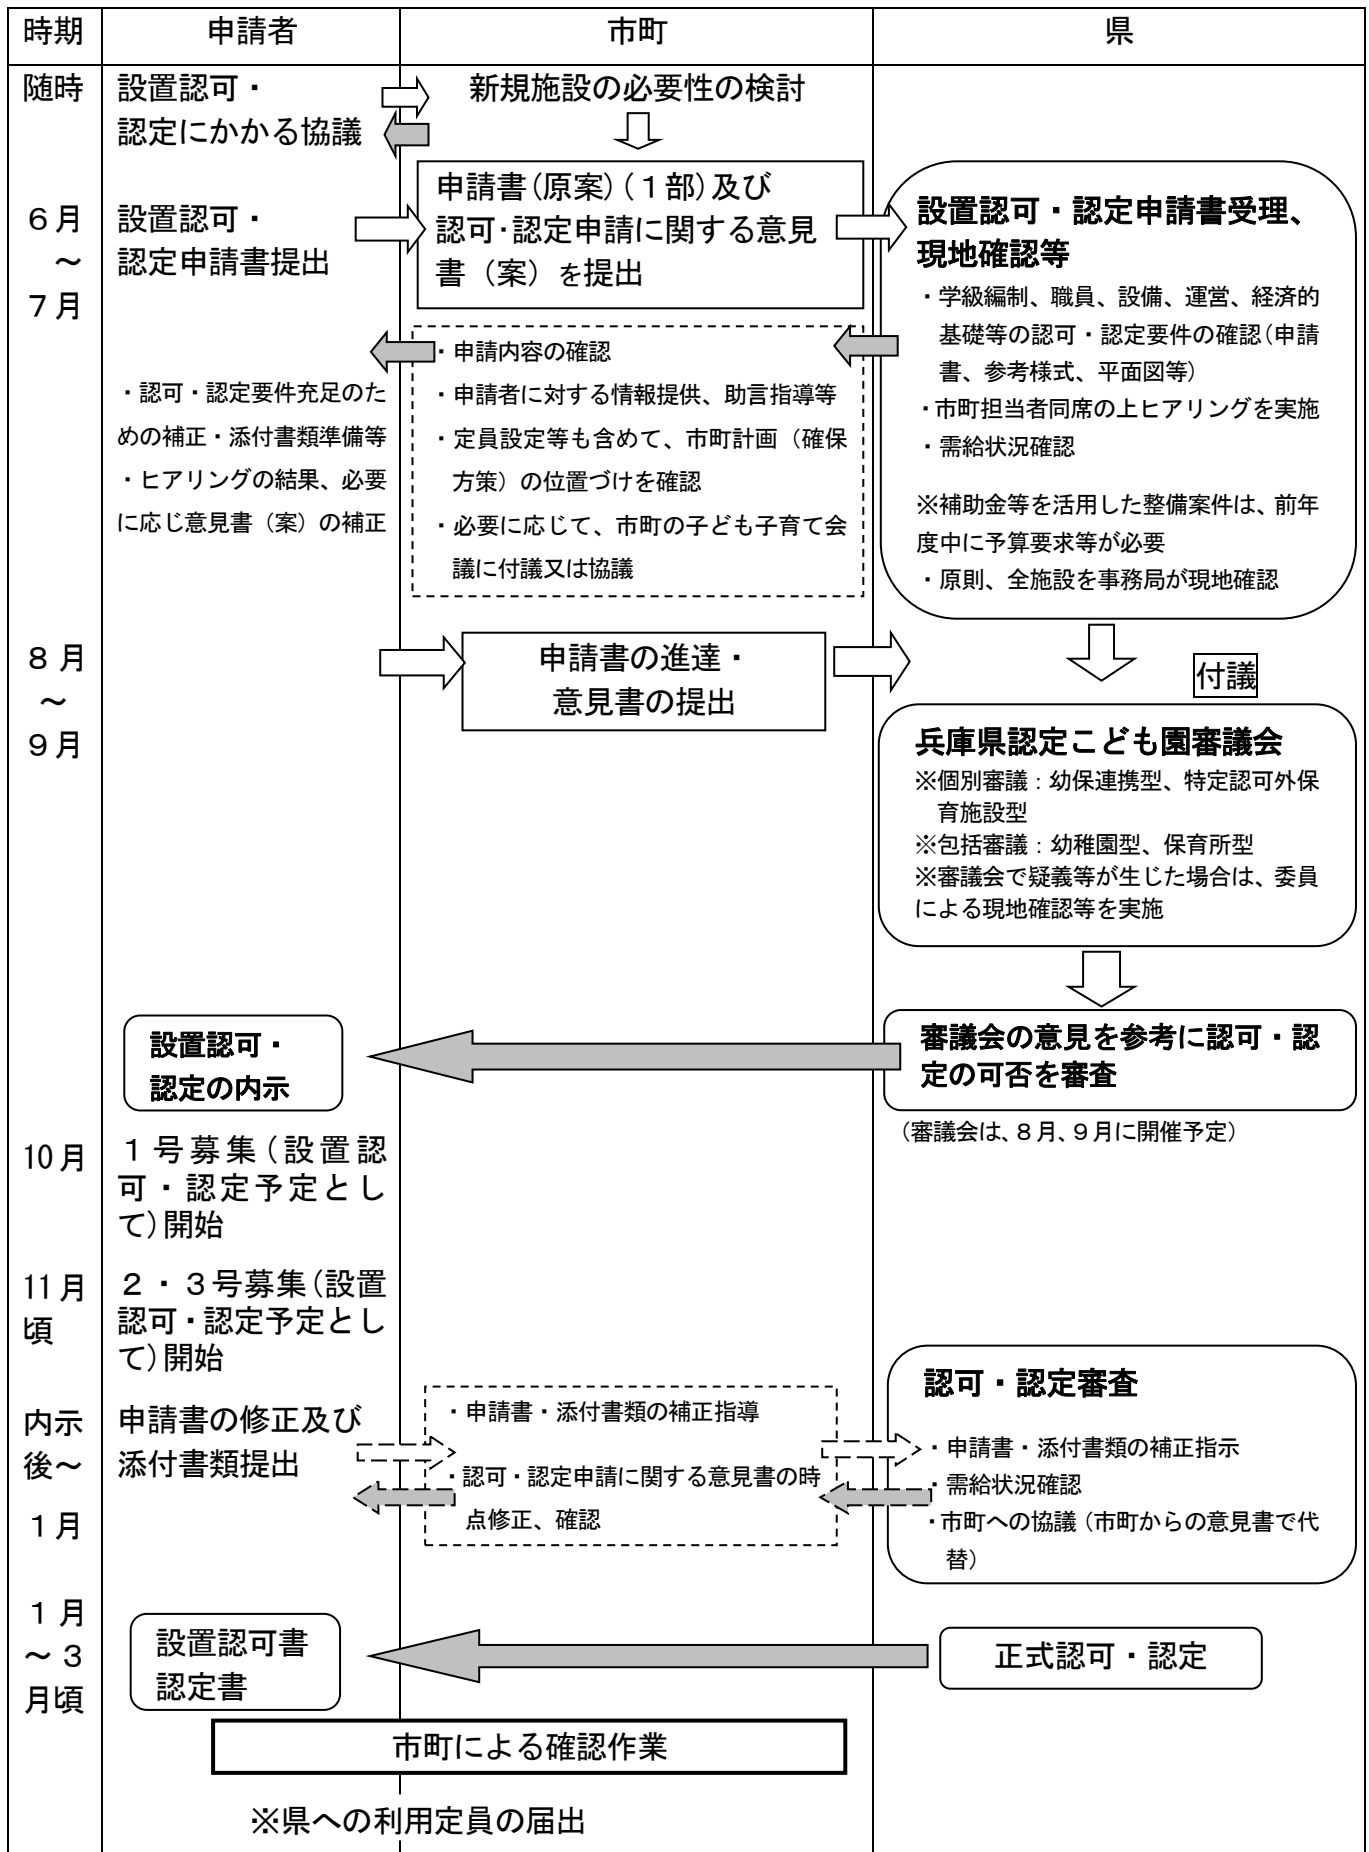 時期
申請者
市町
県
随時
設置認可・
認定にかかる協議
新規施設の必要性の検討
6月
～
7月
設置認可・
認定申請書提出
申請書(原案)(1部)及び
認可・認定申請に関する意見
書（案）を提出
設置認可・認定申請書受理、
現地確認等
・学級編制、職員、設備、運営、経済的
基礎等の認可・認定要件の確認(申請
書、参考様式、平面図等)
・市町担当者同席の上ヒアリングを実施
・需給状況確認
※補助金等を活用した整備案件は、前年
度中に予算要求等が必要
・原則、全施設を事務局が現地確認
・申請内容の確認
・申請者に対する情報提供、助言指導等
・定員設定等も含めて、市町計画（確保
方策）の位置づけを確認
・必要に応じて、市町の子ども子育て会
議に付議又は協議
・認可・認定要件充足のた
めの補正・添付書類準備等
・ヒアリングの結果、必要
に応じ意見書（案）の補正
8月
～
9月
申請書の進達・
意見書の提出
付議
兵庫県認定こども園審議会
※個別審議：幼保連携型、特定認可外保
育施設型
※包括審議：幼稚園型、保育所型
※審議会で疑義等が生じた場合は、委員
による現地確認等を実施
設置認可・
認定の内示
審議会の意見を参考に認可・認
定の可否を審査
（審議会は、8月、9月に開催予定）
10月
1号募集(設置認
可・認定予定とし
て)開始
11月
頃
2・3号募集(設置
認可・認定予定とし
て)開始
内示
後～
1月
申請書の修正及び
添付書類提出
・申請書・添付書類の補正指導
・認可・認定申請に関する意見書の時
点修正、確認
認可・認定審査
・申請書・添付書類の補正指示
・需給状況確認
・市町への協議（市町からの意見書で代
替）
1月
～3
月頃
設置認可書
認定書
正式認可・認定
市町による確認作業
※県への利用定員の届出